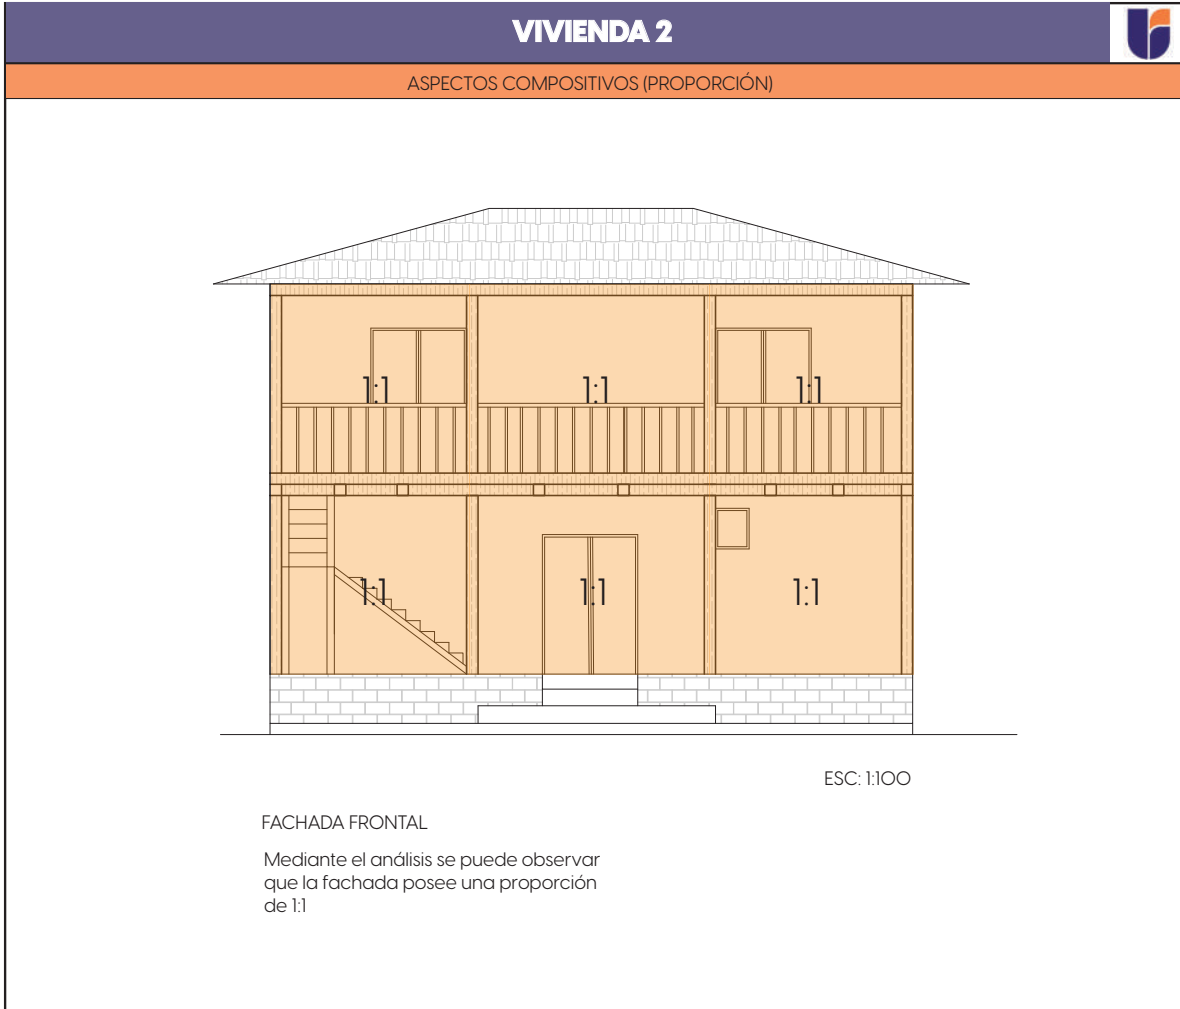 VIVIENDA 2
ASPECTOS COMPOSITIVOS (PROPORCIÓN)
1:1 1:1 1:1
1:1 1:1 1:1
ESC: 1:100
FACHADA FRONTAL
Mediante el análisis se puede observar
que la fachada posee una proporción
de 1:1